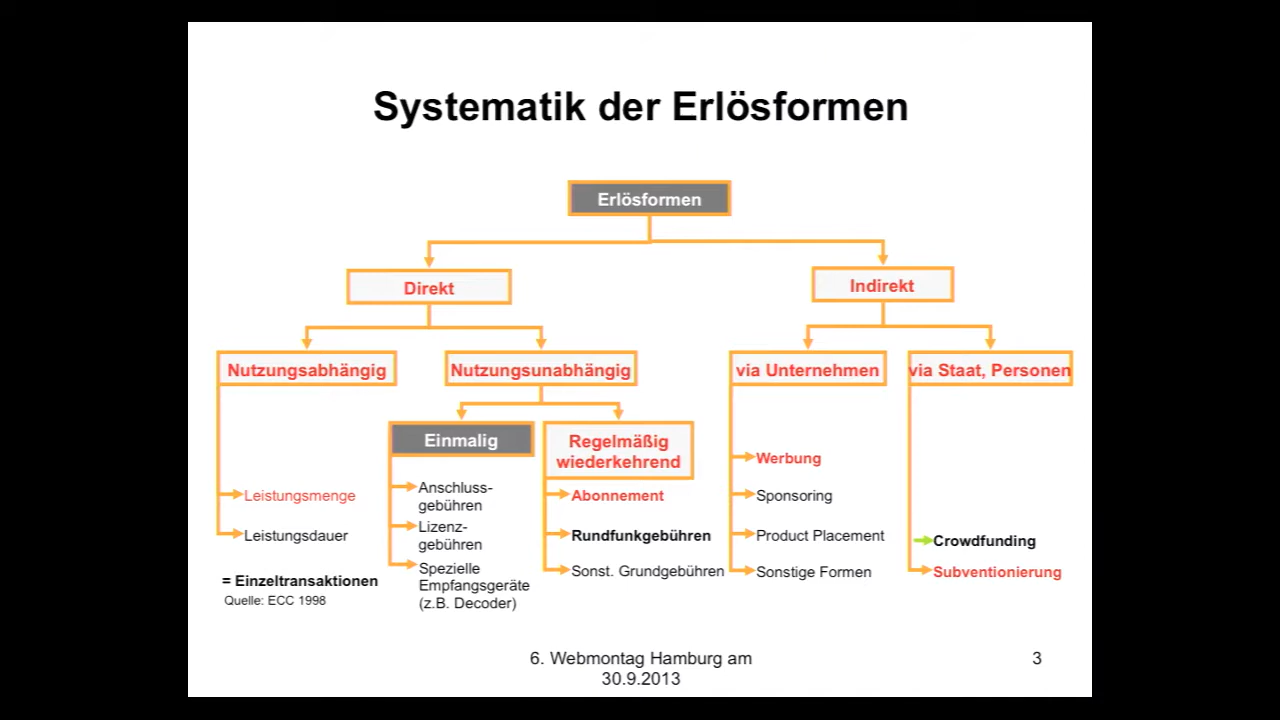 Systematik der Erlösformen
Erlösformen
Direkt
Indirekt
Nutzungsabhängig
Nutzungsunabhängig
via Unternehmen
via Staat, Personen
Einmalig
Regelmäßig
wiederkehrend
Leistungsmenge
Leistungsdauer
= Einzeltransaktionen
Quelle: ECC 1998
Anschluss-
gebühren
Lizenz-
gebühren
Spezielle
Empfangsgeräte
(z.B. Decoder)
Abonnement
Rundfunkgebühren
Sonst. Grundgebühren
Werbung
Sponsoring
Product Placement
Sonstige Formen
Crowdfunding
Subventionierung
6. Webmontag Hamburg am
30.9.2013
3